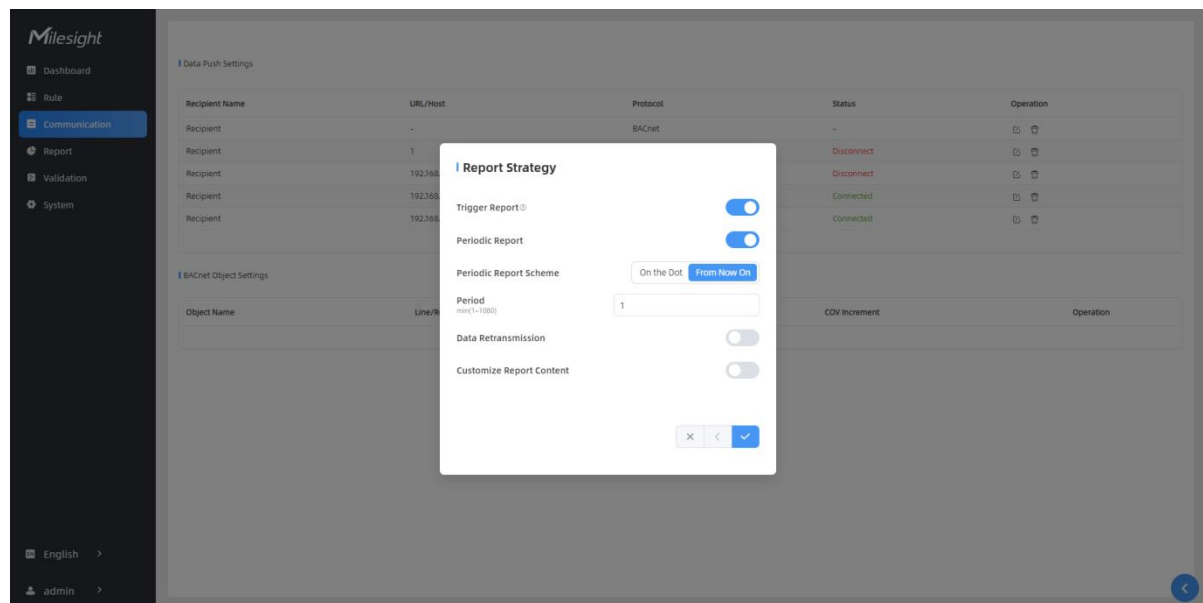 Milesight
Dashboard
Rule
Communication
Report
Validation
System
English
admin
Data Push Settings
Recipient Name URL/Host Protocol Status Operation
Recipient - BACnet -
Recipient 1 Disconnect
Recipient 192.168. Disconnect
Recipient 192.168. Connected
Recipient 192.168. Connected
BACnet Object Settings
Object Name Line/R COV Increment Operation
Report Strategy
Trigger Report
Periodic Report
Periodic Report Scheme On the Dot From Now On
Period 1
min(1~1080)
Data Retransmission
Customize Report Content